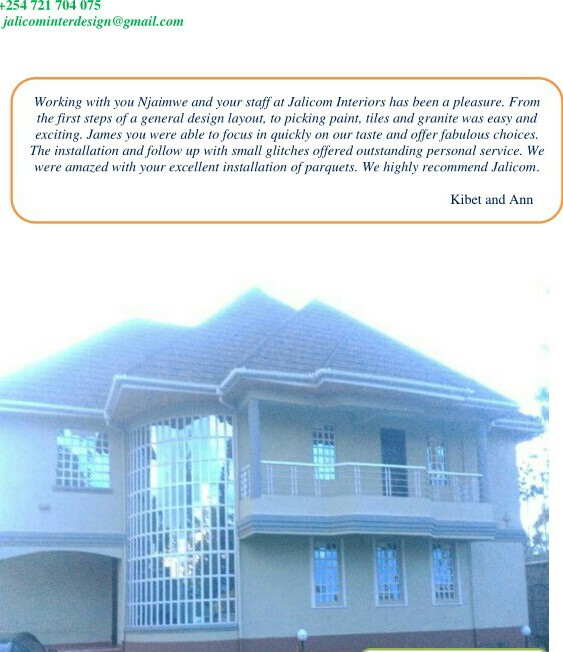 +254 721 704 075
jalicominterdesign@gmail.com
Working with you Njaimwe and your staff at Jalicom Interiors has been a pleasure. From
the first steps of a general design layout, to picking paint, tiles and granite was easy and
exciting. James you were able to focus in quickly on our taste and offer fabulous choices.
The installation and follow up with small glitches offered outstanding personal service. We
were amazed with your excellent installation of parquets. We highly recommend Jalicom.
Kibet and Ann